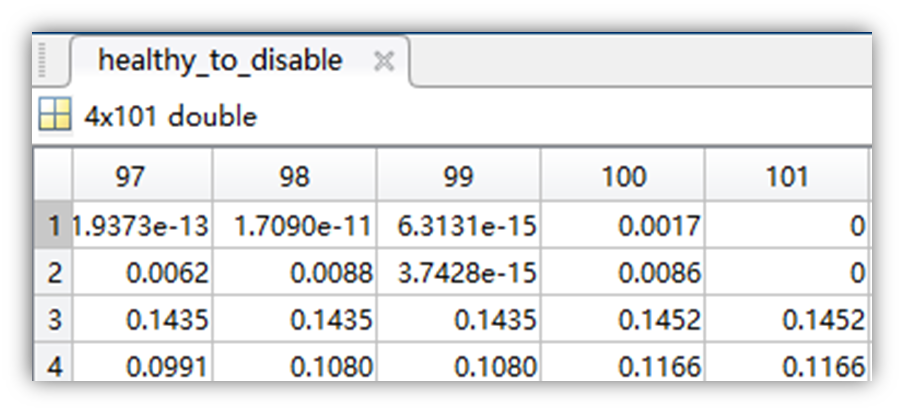 healthy_to_disable
4x101 double
97 98 99 100 101
1 1.9373e-13 1.7090e-11 6.3131e-15 0.0017 0
2 0.0062 0.0088 3.7428e-15 0.0086 0
3 0.1435 0.1435 0.1435 0.1452 0.1452
4 0.0991 0.1080 0.1080 0.1166 0.1166